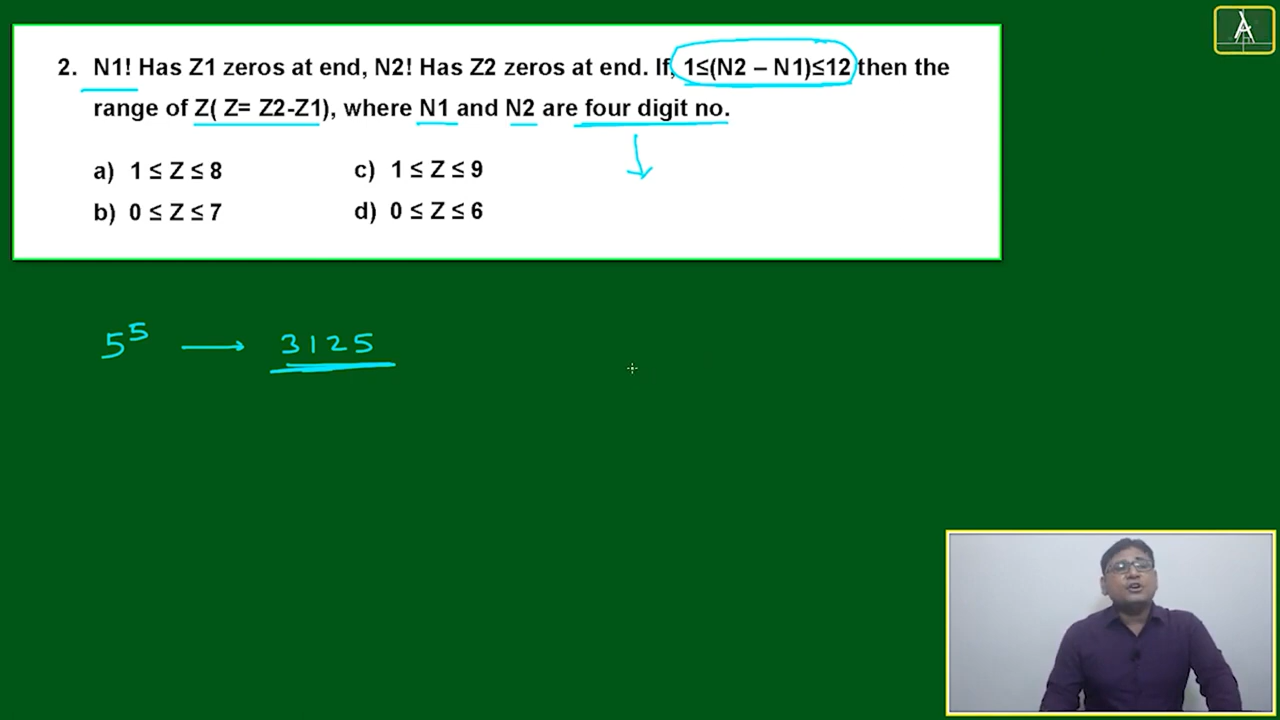 2. N1! Has Z1 zeros at end, N2! Has Z2 zeros at end. If, 1≤(N2 – N1)≤12 then the
range of Z( Z= Z2-Z1), where N1 and N2 are four digit no.
a) 1 ≤ Z ≤ 8 c) 1 ≤ Z ≤ 9
b) 0 ≤ Z ≤ 7 d) 0 ≤ Z ≤ 6
5⁵ → 3125